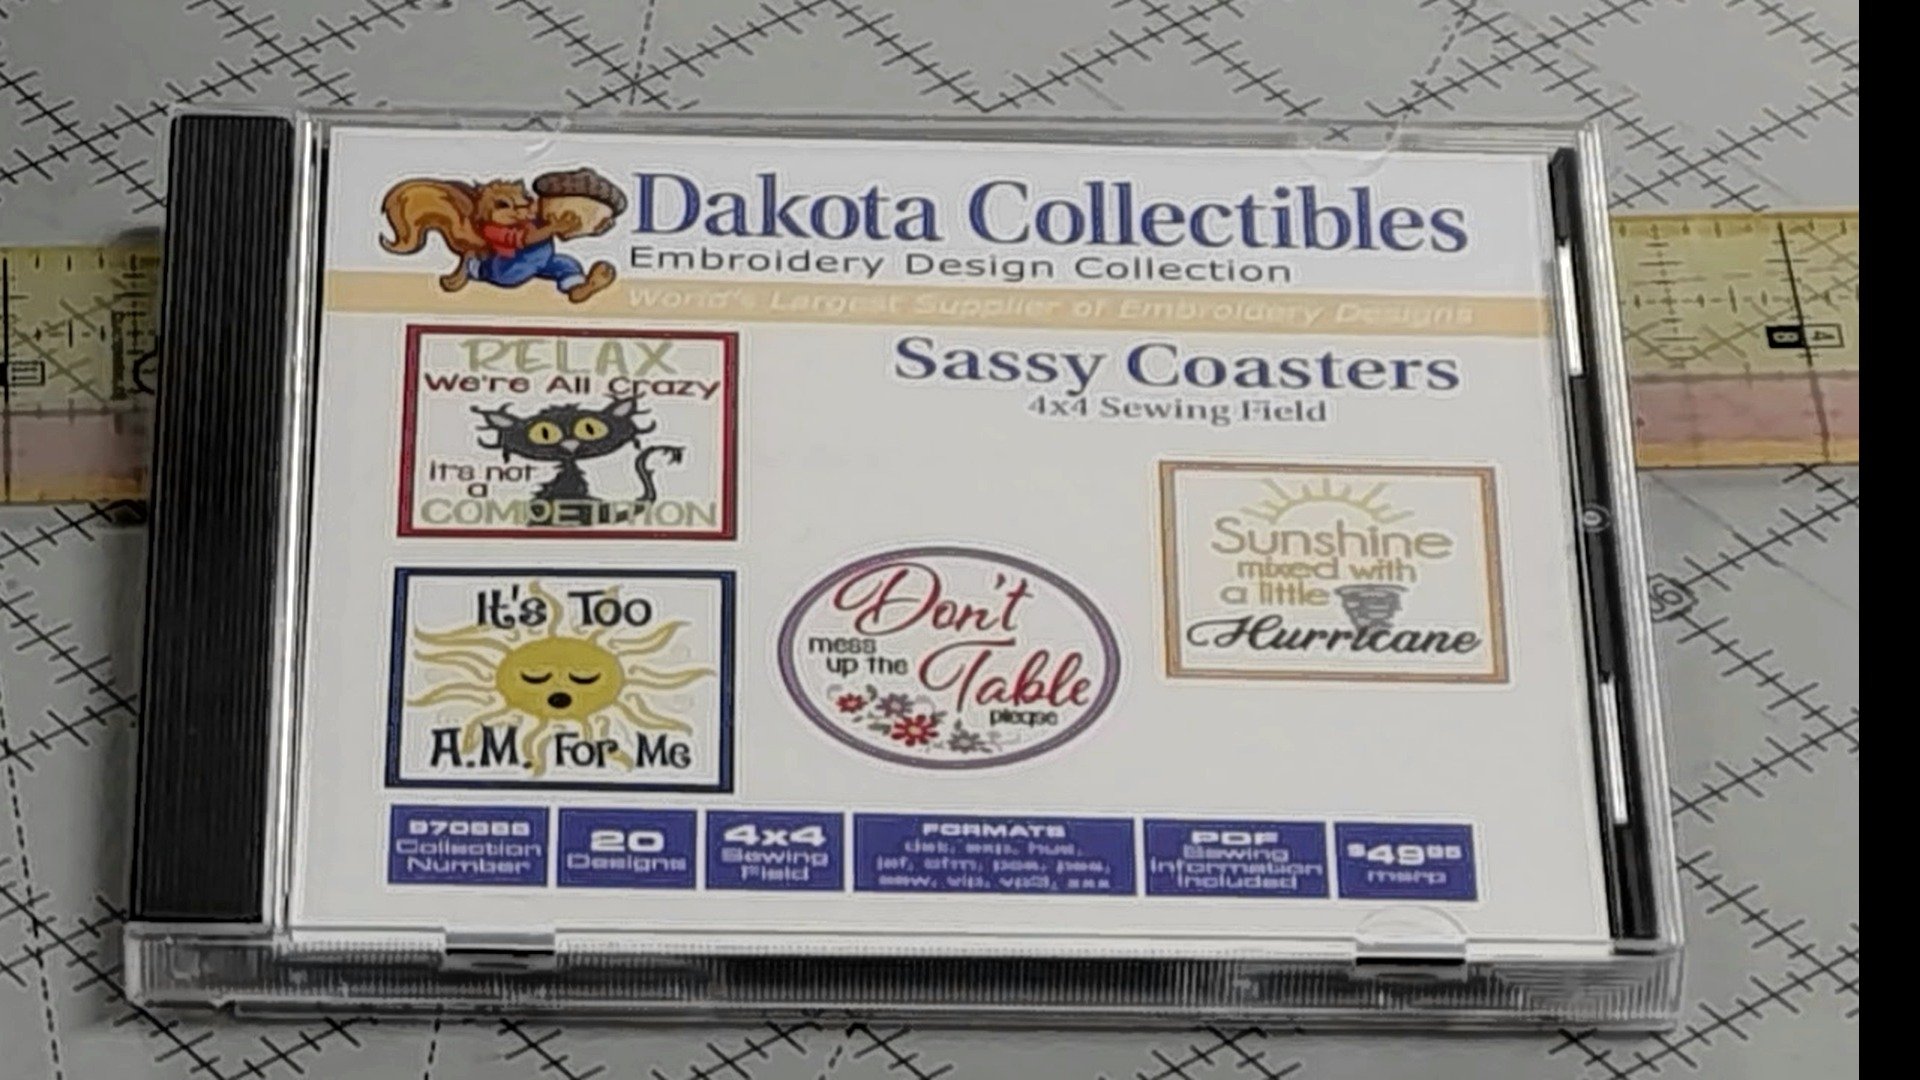 Dakota Collectibles
Embroidery Design Collection
World's Largest Supplier of Embroidery Designs
Sassy Coasters
4x4 Sewing Field
RELAX
We're All Crazy
It's not
a
COMPETITION
It's Too
A.M. For Me
Don't
mess
up the
Table
please
Sunshine
mixed with
a little
Hurricane
Collection
Number
20
Designs
4x4
Sewing
Field
FORMATS
PDF
Sewing
Information
Included
$49
msrp